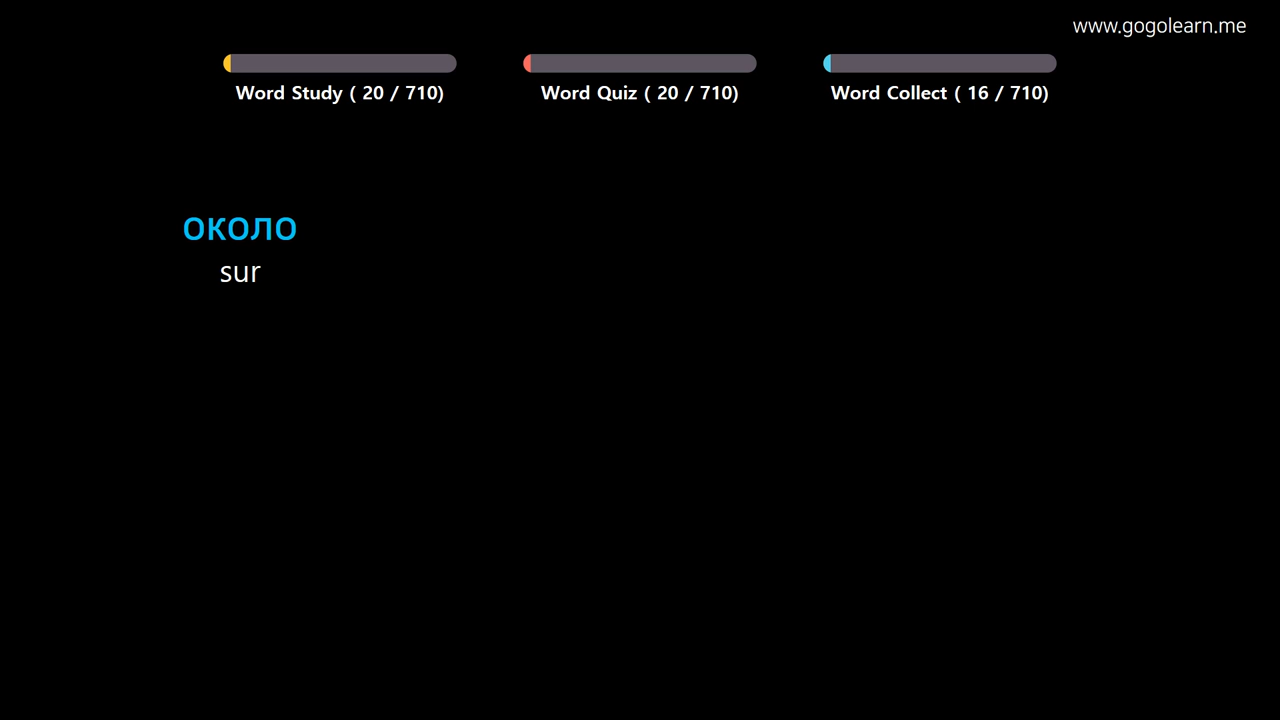 www.gogolearn.me
Word Study ( 20 / 710)
Word Quiz ( 20 / 710)
Word Collect ( 16 / 710)
около
sur